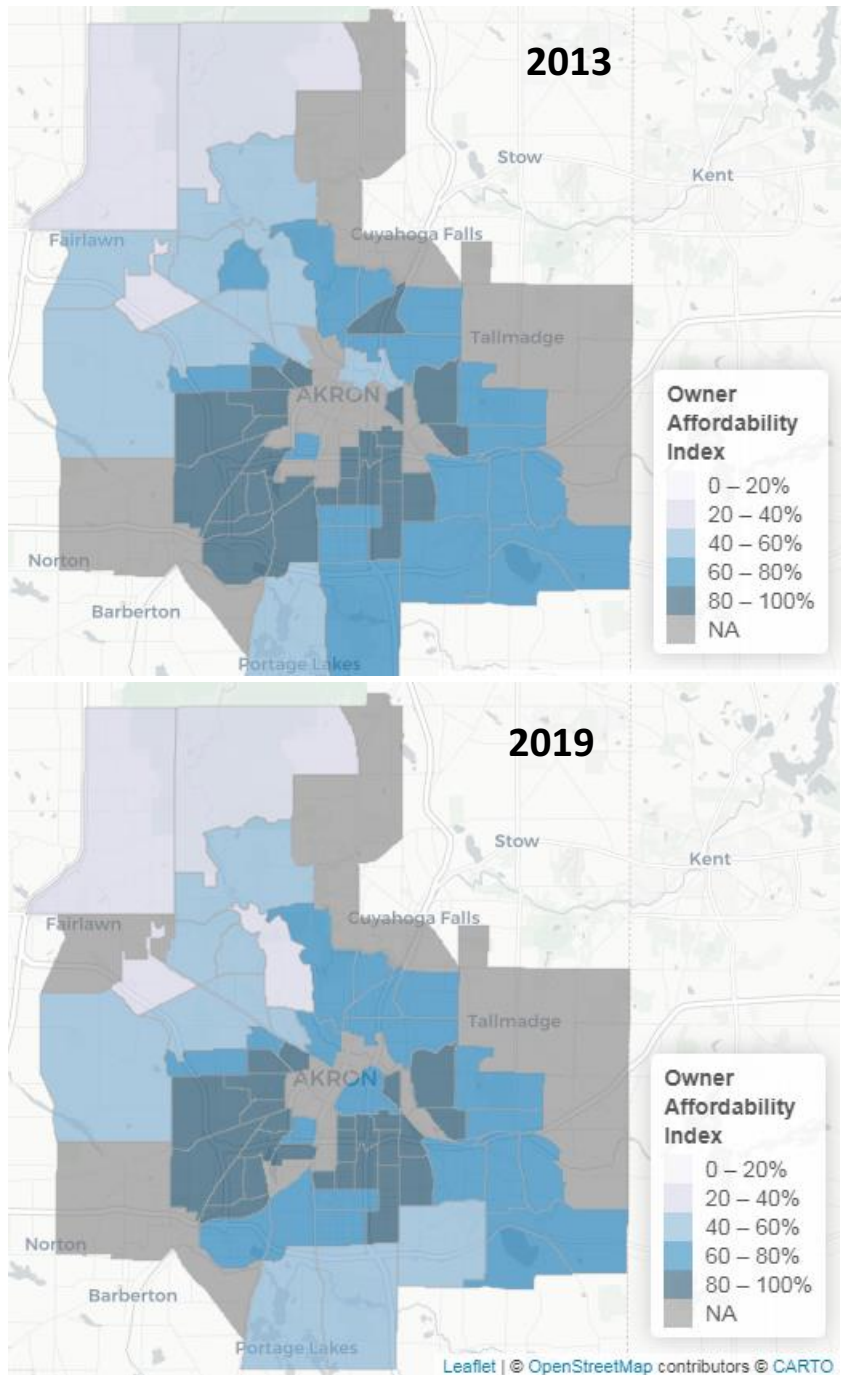 2013
Stow
Kent
Fairlawn
Cuyahoga Falls
Tallmadge
AKRON
Norton
Barberton
Portage Lakes
Owner
Affordability
Index
0 – 20%
20 – 40%
40 – 60%
60 – 80%
80 – 100%
NA
2019
Stow
Kent
Fairlawn
Cuyahoga Falls
Tallmadge
AKRON
Norton
Barberton
Portage Lakes
Owner
Affordability
Index
0 – 20%
20 – 40%
40 – 60%
60 – 80%
80 – 100%
NA
Leaflet | © OpenStreetMap contributors © CARTO